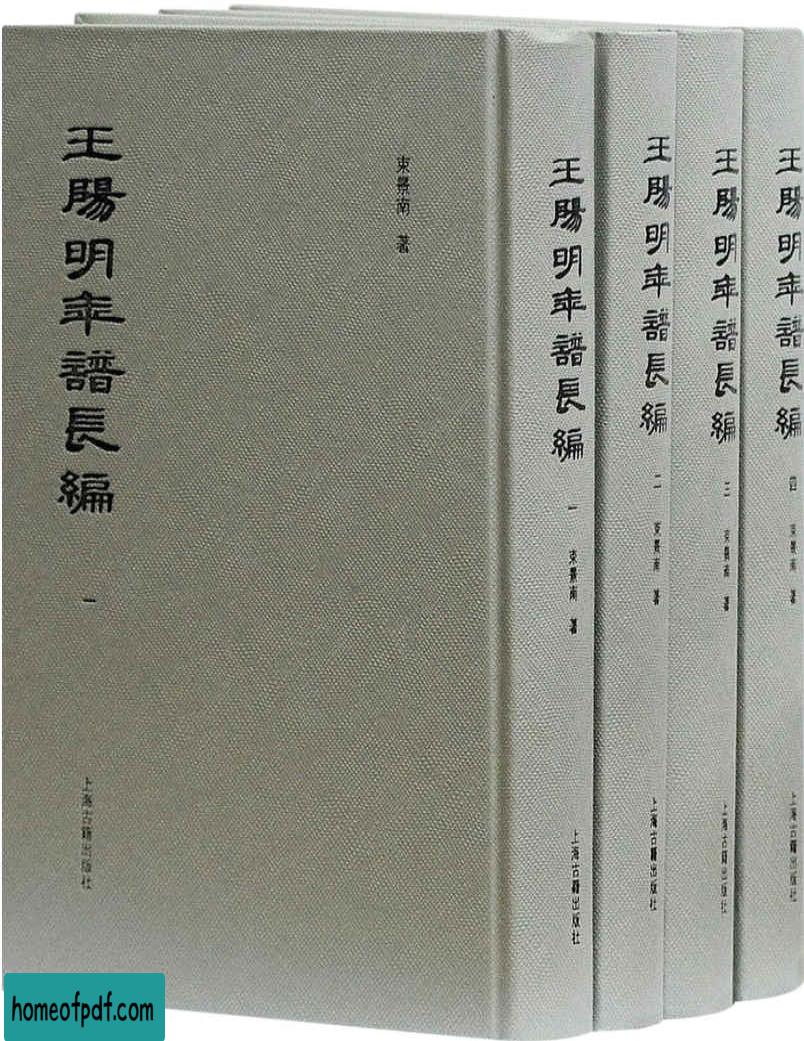 王陽明年譜長編
一
束景南 著
上海古籍出版社
王陽明年譜長編
一
束景南 著
上海古籍出版社
王陽明年譜長編
二
束景南 著
上海古籍出版社
王陽明年譜長編
三
束景南 著
上海古籍出版社
王陽明年譜長編
四
束景南 著
上海古籍出版社
homeofpdf.com